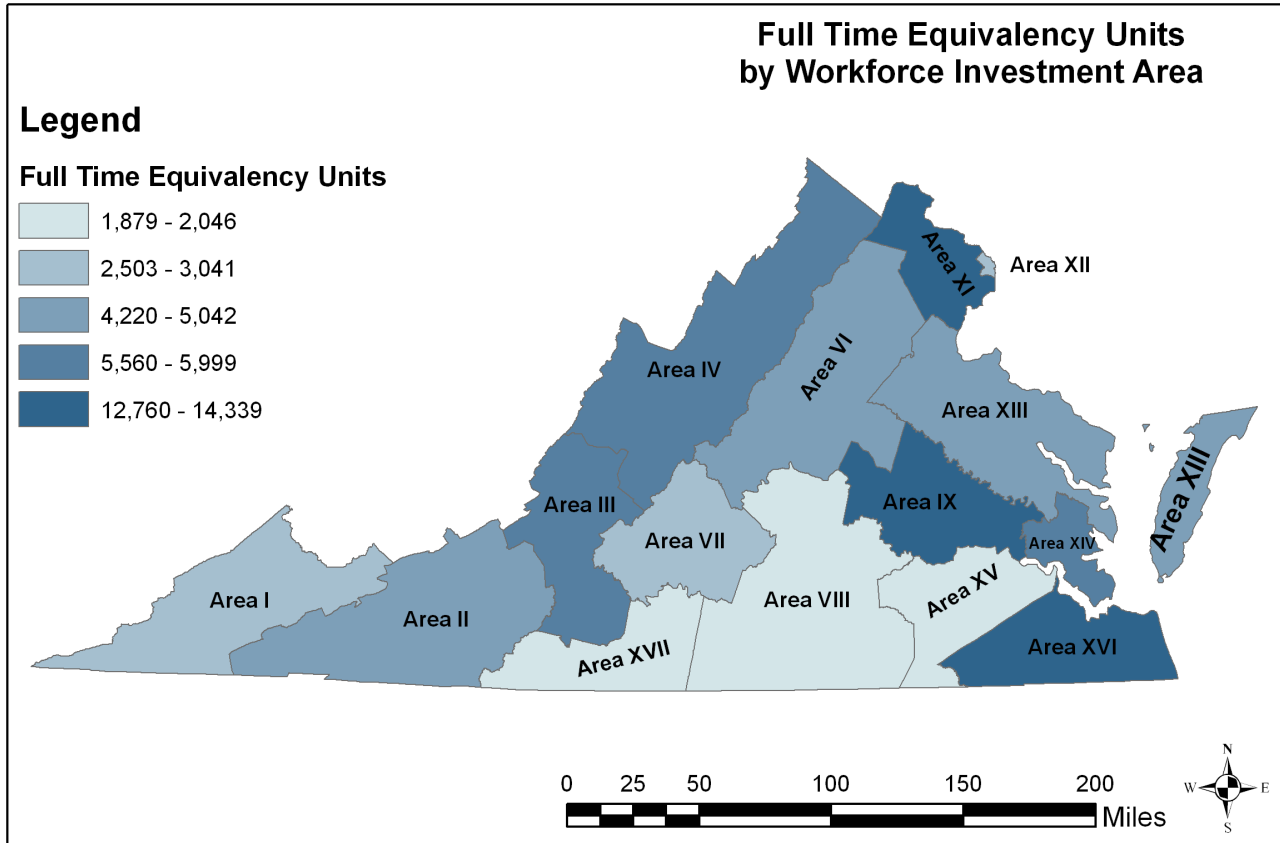 Full Time Equivalency Units
by Workforce Investment Area
Legend
Full Time Equivalency Units
1,879 - 2,046
2,503 - 3,041
4,220 - 5,042
5,560 - 5,999
12,760 - 14,339
Area XI
Area XII
Area VI
Area IV
Area XIII
Area XIII
Area III
Area IX
Area VII
Area XIV
Area I
Area II
Area VIII
Area XV
Area XVII
Area XVI
0 25 50 100 150 200
Miles
N
W E
S